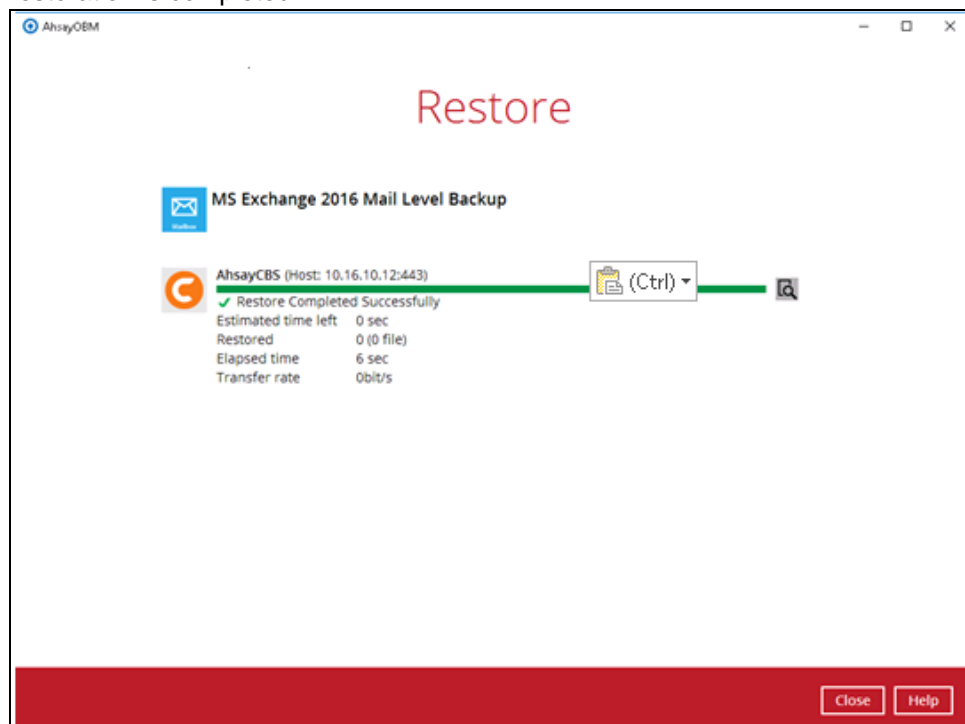 AhsayOBM
Restore
MS Exchange 2016 Mail Level Backup
Mailbox
AhsayCBS (Host: 10.16.10.12:443)
(Ctrl)
Restore Completed Successfully
Estimated time left 0 sec
Restored 0 (0 file)
Elapsed time 6 sec
Transfer rate 0bit/s
Close Help